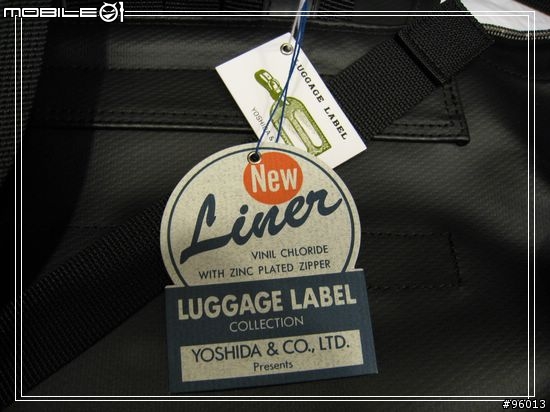 MOBILE01
LUGGAGE LABEL
YOSHIDA
New
Liner
VINIL CHLORIDE
WITH ZINC PLATED ZIPPER
LUGGAGE LABEL
COLLECTION
YOSHIDA & CO., LTD.
Presents
#96013